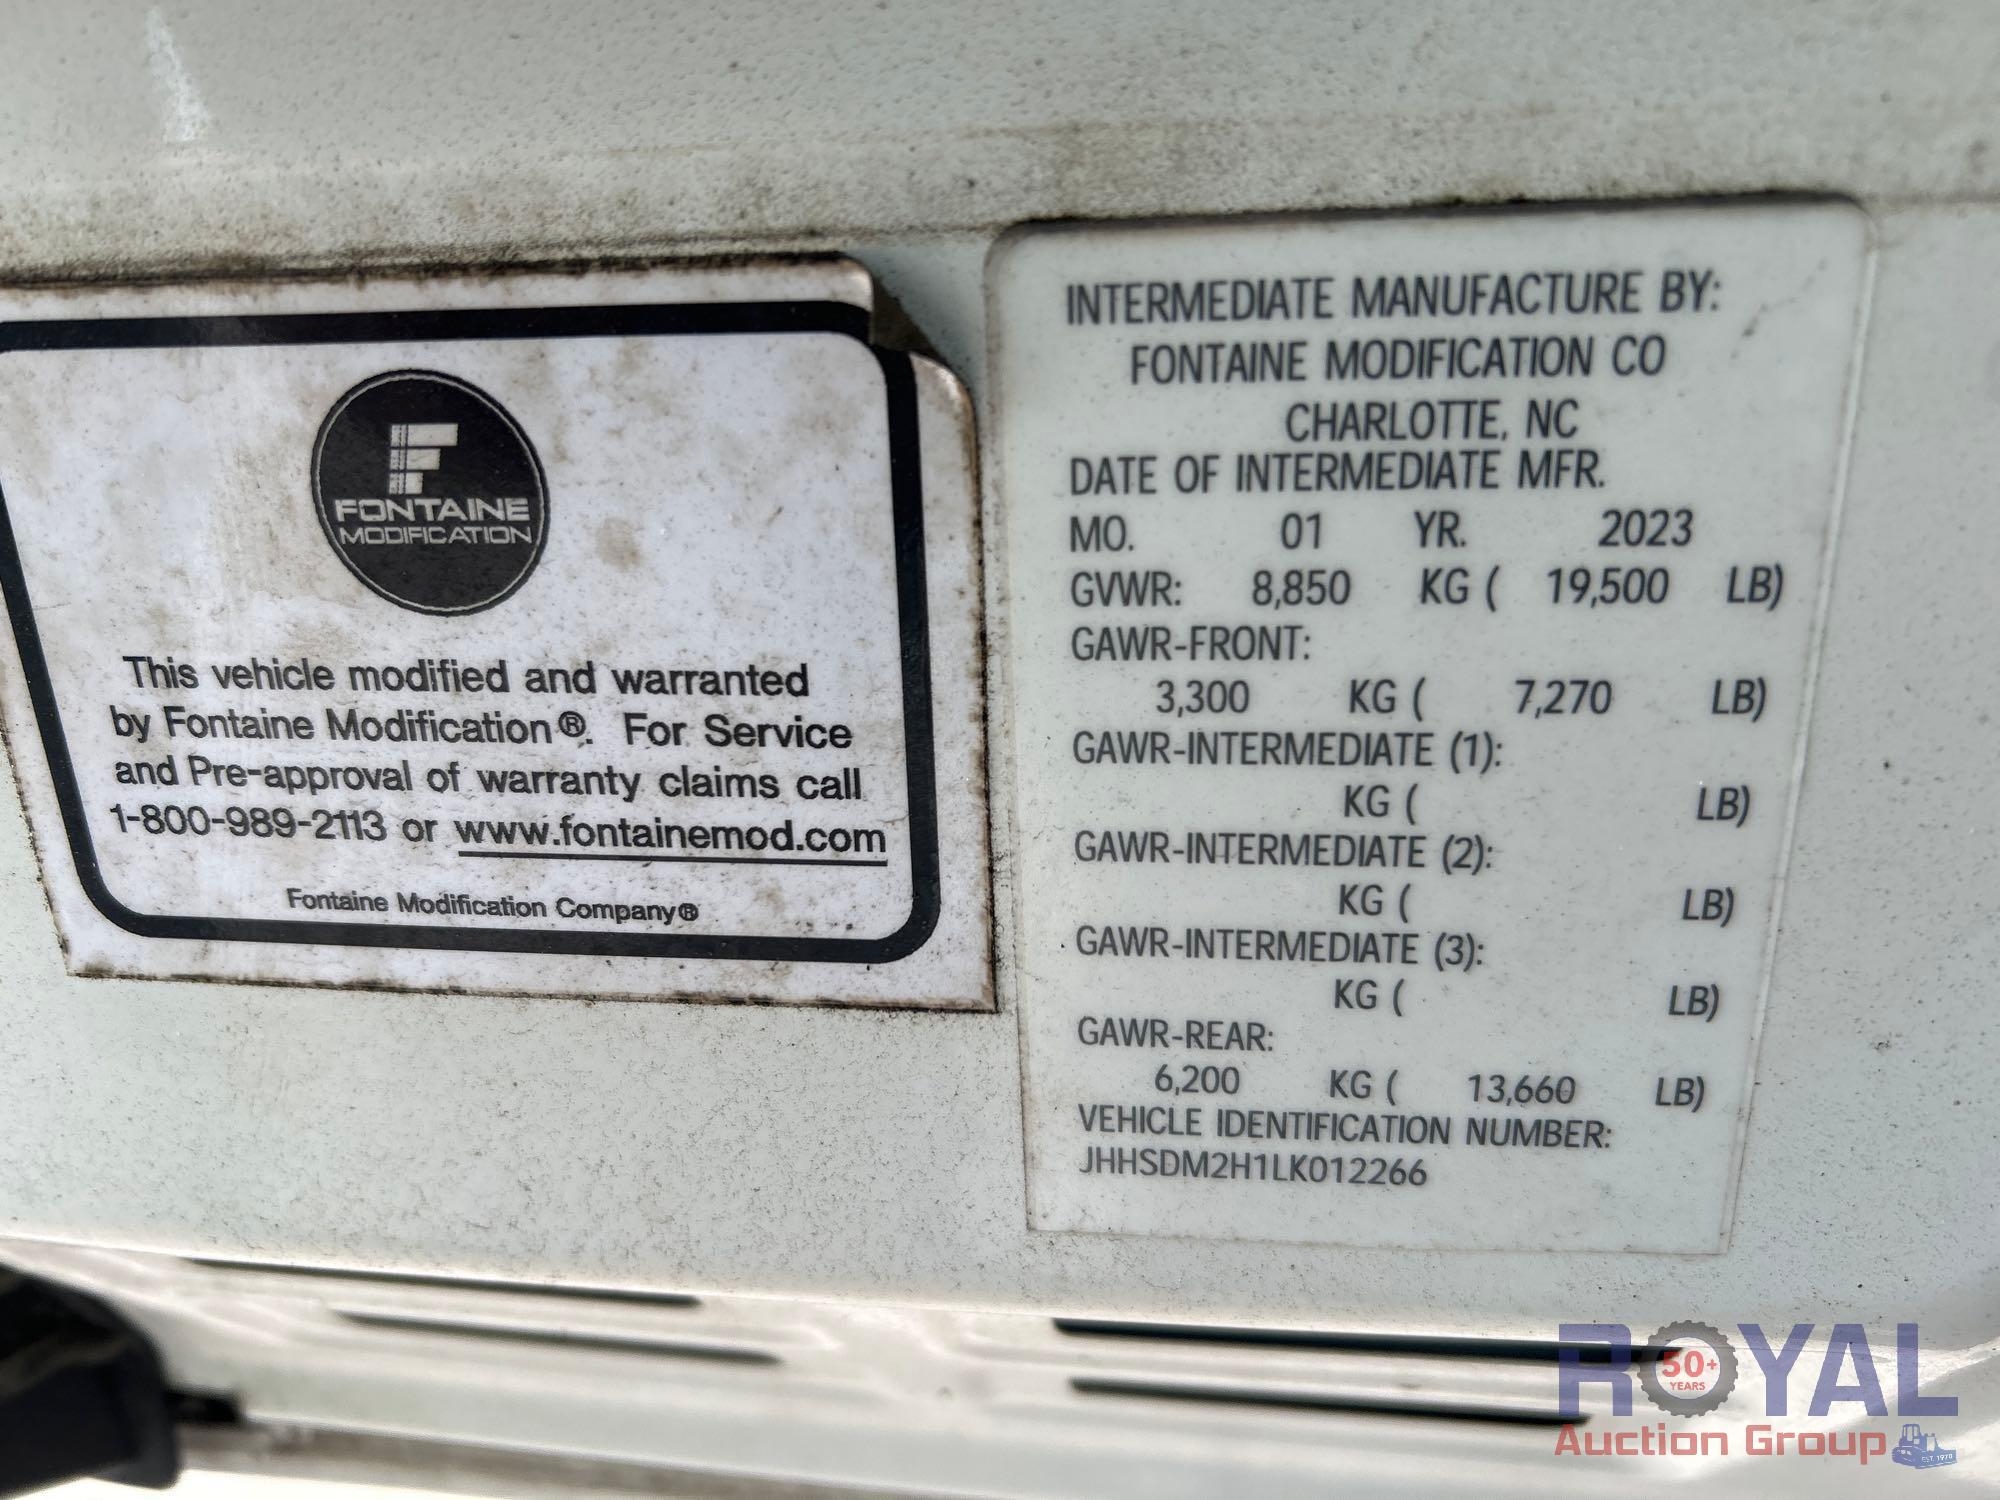 FONTAINE
MODIFICATION
This vehicle modified and warranted
by Fontaine Modification®. For Service
and Pre-approval of warranty claims call
1-800-989-2113 or www.fontainemod.com
Fontaine Modification Company®
INTERMEDIATE MANUFACTURE BY:
FONTAINE MODIFICATION CO
CHARLOTTE, NC
DATE OF INTERMEDIATE MFR.
MO. 01 YR. 2023
GVWR: 8,850 KG ( 19,500 LB)
GAWR-FRONT:
3,300 KG ( 7,270 LB)
GAWR-INTERMEDIATE (1):
KG ( LB)
GAWR-INTERMEDIATE (2):
KG ( LB)
GAWR-INTERMEDIATE (3):
KG ( LB)
GAWR-REAR:
6,200 KG ( 13,660 LB)
VEHICLE IDENTIFICATION NUMBER:
JHHSDM2H1LK012266
ROYAL
50+
YEARS
Auction Group
EST. 1970